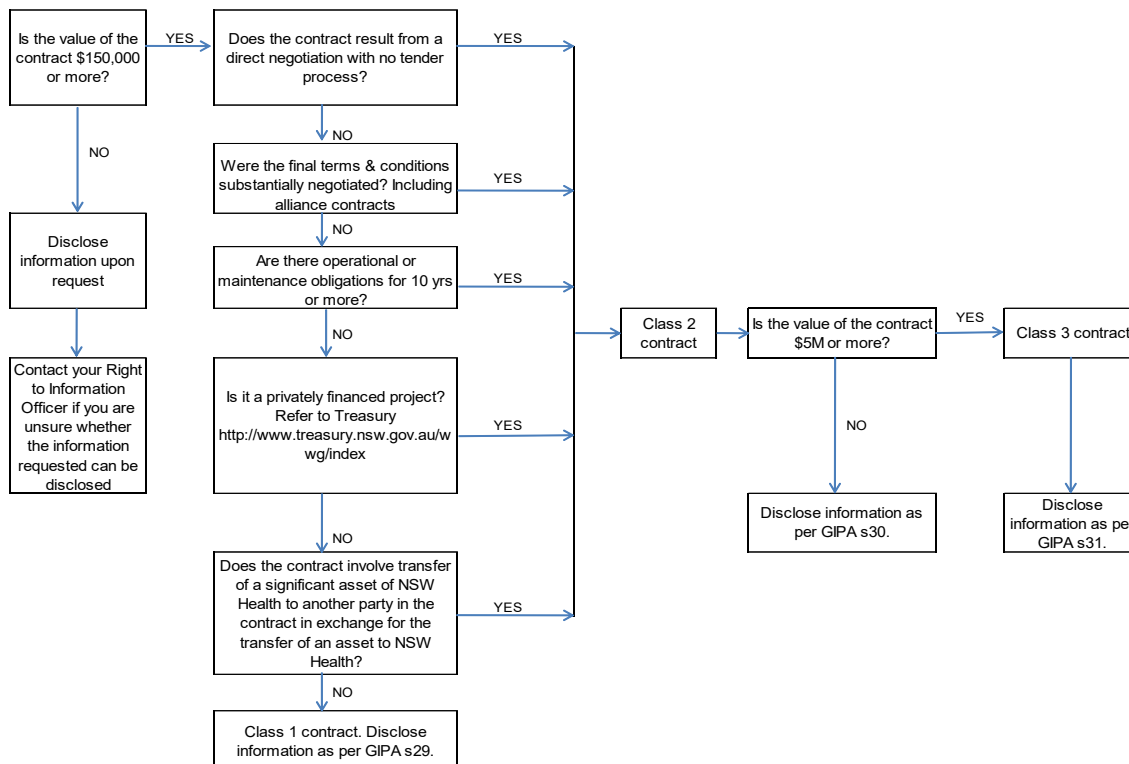 Is the value of the
contract $150,000
or more?
YES
Does the contract result from a
direct negotiation with no tender
process?
YES
NO
NO
Were the final terms & conditions
substantially negotiated? Including
alliance contracts
YES
NO
Disclose
information upon
request
Are there operational or
maintenance obligations for 10 yrs
or more?
YES
NO
Class 2
contract
Is the value of the contract
$5M or more?
YES
Class 3 contract
Contact your Right
to Information
Officer if you are
unsure whether
the information
requested can be
disclosed
Is it a privately financed project?
Refer to Treasury
http://www.treasury.nsw.gov.au/w
wg/index
YES
NO
NO
Disclose information as
per GIPA s30.
Disclose
information as per
GIPA s31.
Does the contract involve transfer
of a significant asset of NSW
Health to another party in the
contract in exchange for the
transfer of an asset to NSW
Health?
YES
NO
Class 1 contract. Disclose
information as per GIPA s29.